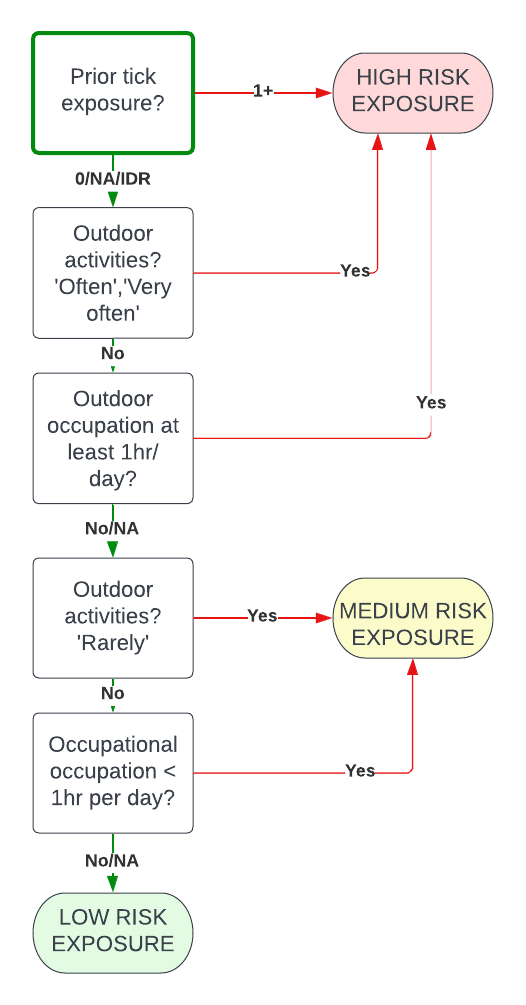 Prior tick
exposure?
1+
HIGH RISK
EXPOSURE
0/NA/IDR
Outdoor
activities?
'Often','Very
often'
Yes
No
Outdoor
occupation at
least 1hr/
day?
Yes
No/NA
Outdoor
activities?
'Rarely'
Yes
MEDIUM RISK
EXPOSURE
No
Occupational
occupation <
1hr per day?
Yes
No/NA
LOW RISK
EXPOSURE